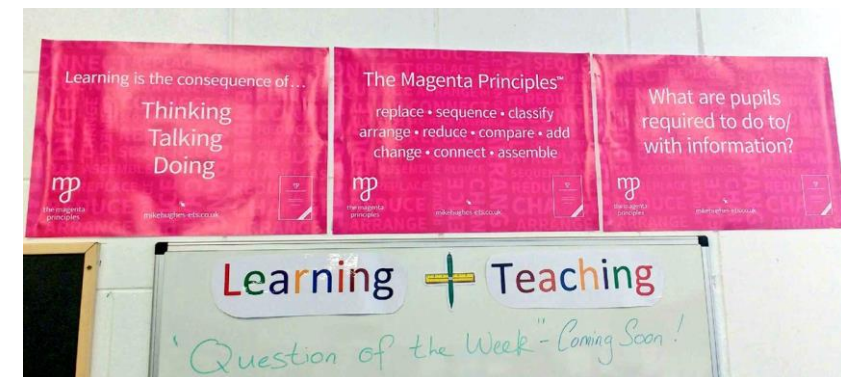 Learning is the consequence of...
Thinking
Talking
Doing
mp
the magenta
principles
mikehughes-ets.co.uk
The Magenta Principles™
replace • sequence • classify
arrange • reduce • compare • add
change • connect • assemble
mp
the magenta
principles
mikehughes-ets.co.uk
What are pupils
required to do to/
with information?
mp
the magenta
principles
mikehughes-ets.co.uk
Learning + Teaching
'Question of the Week" - Coming Soon!